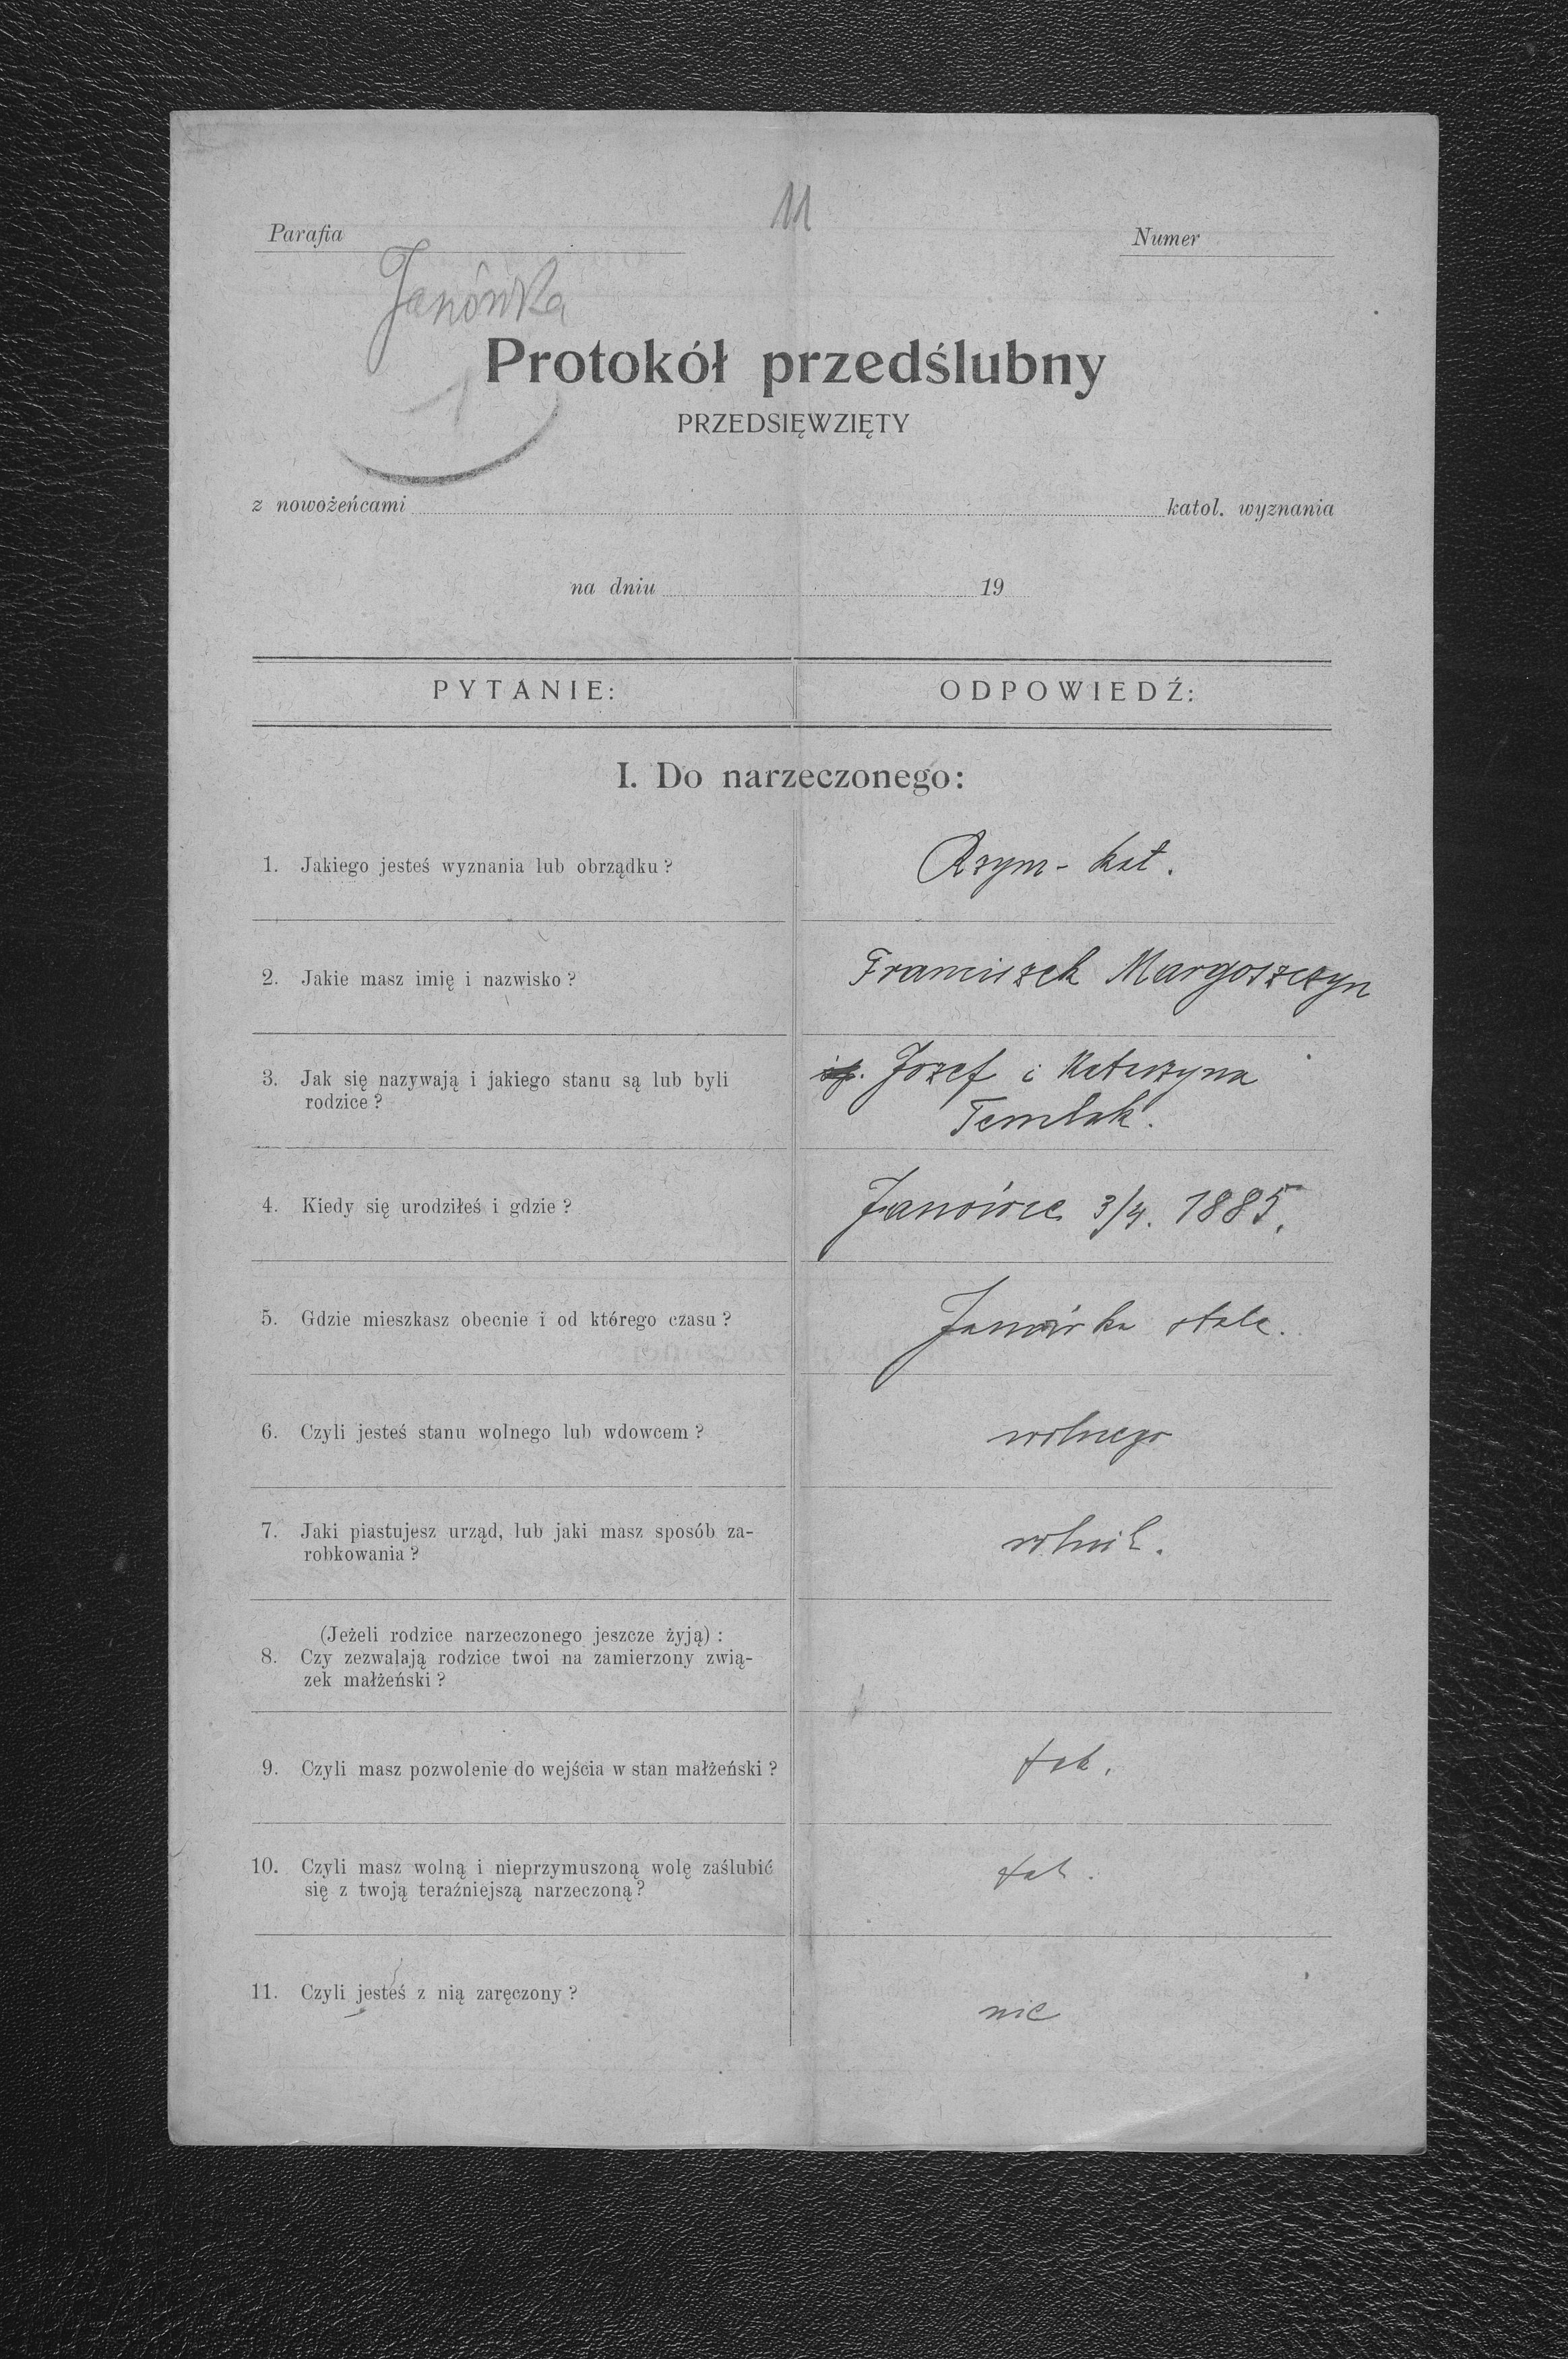 11
Parafia
Numer
Janówka
1
Protokół przedślubny
PRZEDSIĘWZIĘTY
z nowożeńcami katol. wyznania
na dniu 19
PYTANIE: ODPOWIEDŹ:
I. Do narzeczonego:
1. Jakiego jesteś wyznania lub obrządku?
Rzym-kat.
2. Jakie masz imię i nazwisko?
Franciszek Margoszczyn
3. Jak się nazywają i jakiego stanu są lub byli
rodzice?
Jozef i Katarzyna
Temlak.
4. Kiedy się urodziłeś i gdzie?
Janówce 3/4. 1885.
5. Gdzie mieszkasz obecnie i od którego czasu?
Janówka stale.
6. Czyli jesteś stanu wolnego lub wdowcem?
wolnego
7. Jaki piastujesz urząd, lub jaki masz sposób za-
robkowania?
rolnik.
(Jeżeli rodzice narzeczonego jeszcze żyją):
8. Czy zezwalają rodzice twoi na zamierzony zwią-
zek małżeński?
9. Czyli masz pozwolenie do wejścia w stan małżeński?
tak.
10. Czyli masz wolną i nieprzymuszoną wolę zaślubić
się z twoją teraźniejszą narzeczoną?
tak.
11. Czyli jesteś z nią zaręczony?
nie